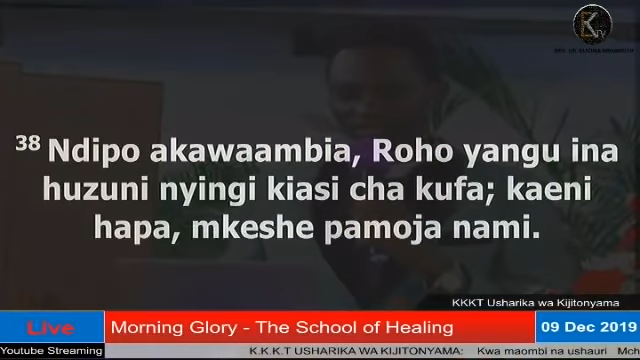 38 Ndipo akawaambia, Roho yangu ina
huzuni nyingi kiasi cha kufa; kaeni
hapa, mkeshe pamoja nami.
KKKT Usharika wa Kijitonyama
Live
Morning Glory - The School of Healing
09 Dec 2019
Youtube Streaming
K.K.K.T USHARIKA WA KIJITONYAMA: Kwa maombi na ushauri Mch